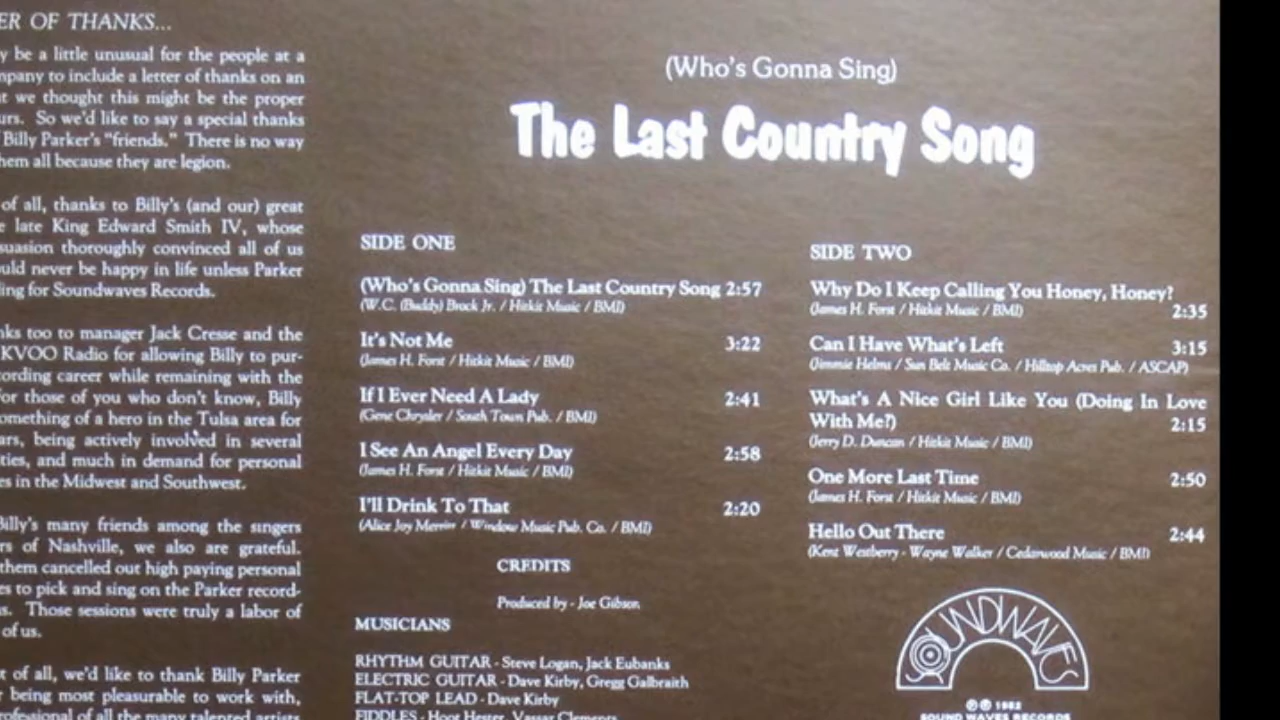 ER OF THANKS...
y be a little unusual for the people at a
mpany to include a letter of thanks on an
t we thought this might be the proper
urs. So we'd like to say a special thanks
Billy Parker's "friends." There is no way
hem all because they are legion.
of all, thanks to Billy's (and our) great
e late King Edward Smith IV, whose
suasion thoroughly convinced all of us
uld never be happy in life unless Parker
ling for Soundwaves Records.
nks too to manager Jack Cresse and the
KVOO Radio for allowing Billy to pur-
cording career while remaining with the
For those of you who don't know, Billy
omething of a hero in the Tulsa area for
ars, being actively involved in several
ties, and much in demand for personal
es in the Midwest and Southwest.
Billy's many friends among the singers
rs of Nashville, we also are grateful.
them cancelled out high paying personal
es to pick and sing on the Parker record-
s. Those sessions were truly a labor of
of us.
t of all, we'd like to thank Billy Parker
r being most pleasurable to work with,
rofessional of all the many talented artists
(Who's Gonna Sing)
The Last Country Song
SIDE ONE
(Who's Gonna Sing) The Last Country Song 2:57
(W.C. (Buddy) Brock Jr. / Hitkit Music / BMI)
It's Not Me 3:22
(James H. Forst / Hitkit Music / BMI)
If I Ever Need A Lady 2:41
(Gene Chrysler / South Town Pub. / BMI)
I See An Angel Every Day 2:58
(James H. Forst / Hitkit Music / BMI)
I'll Drink To That 2:20
(Alice Joy Merritt / Window Music Pub. Co. / BMI)
SIDE TWO
Why Do I Keep Calling You Honey, Honey?
(James H. Forst / Hitkit Music / BMI) 2:35
Can I Have What's Left 3:15
(Jimmie Helms / Sun Belt Music Co. / Hilltop Acres Pub. / ASCAP)
What's A Nice Girl Like You (Doing In Love
With Me?) 2:15
(Jerry D. Duncan / Hitkit Music / BMI)
One More Last Time 2:50
(James H. Forst / Hitkit Music / BMI)
Hello Out There 2:44
(Kent Westberry - Wayne Walker / Cedarwood Music / BMI)
CREDITS
Produced by - Joe Gibson
MUSICIANS
RHYTHM GUITAR - Steve Logan, Jack Eubanks
ELECTRIC GUITAR - Dave Kirby, Gregg Galbraith
FLAT-TOP LEAD - Dave Kirby
FIDDLES - Hoot Hester, Vassar Clements
SOUNDWAVES
℗© 1982
SOUND WAVES RECORDS